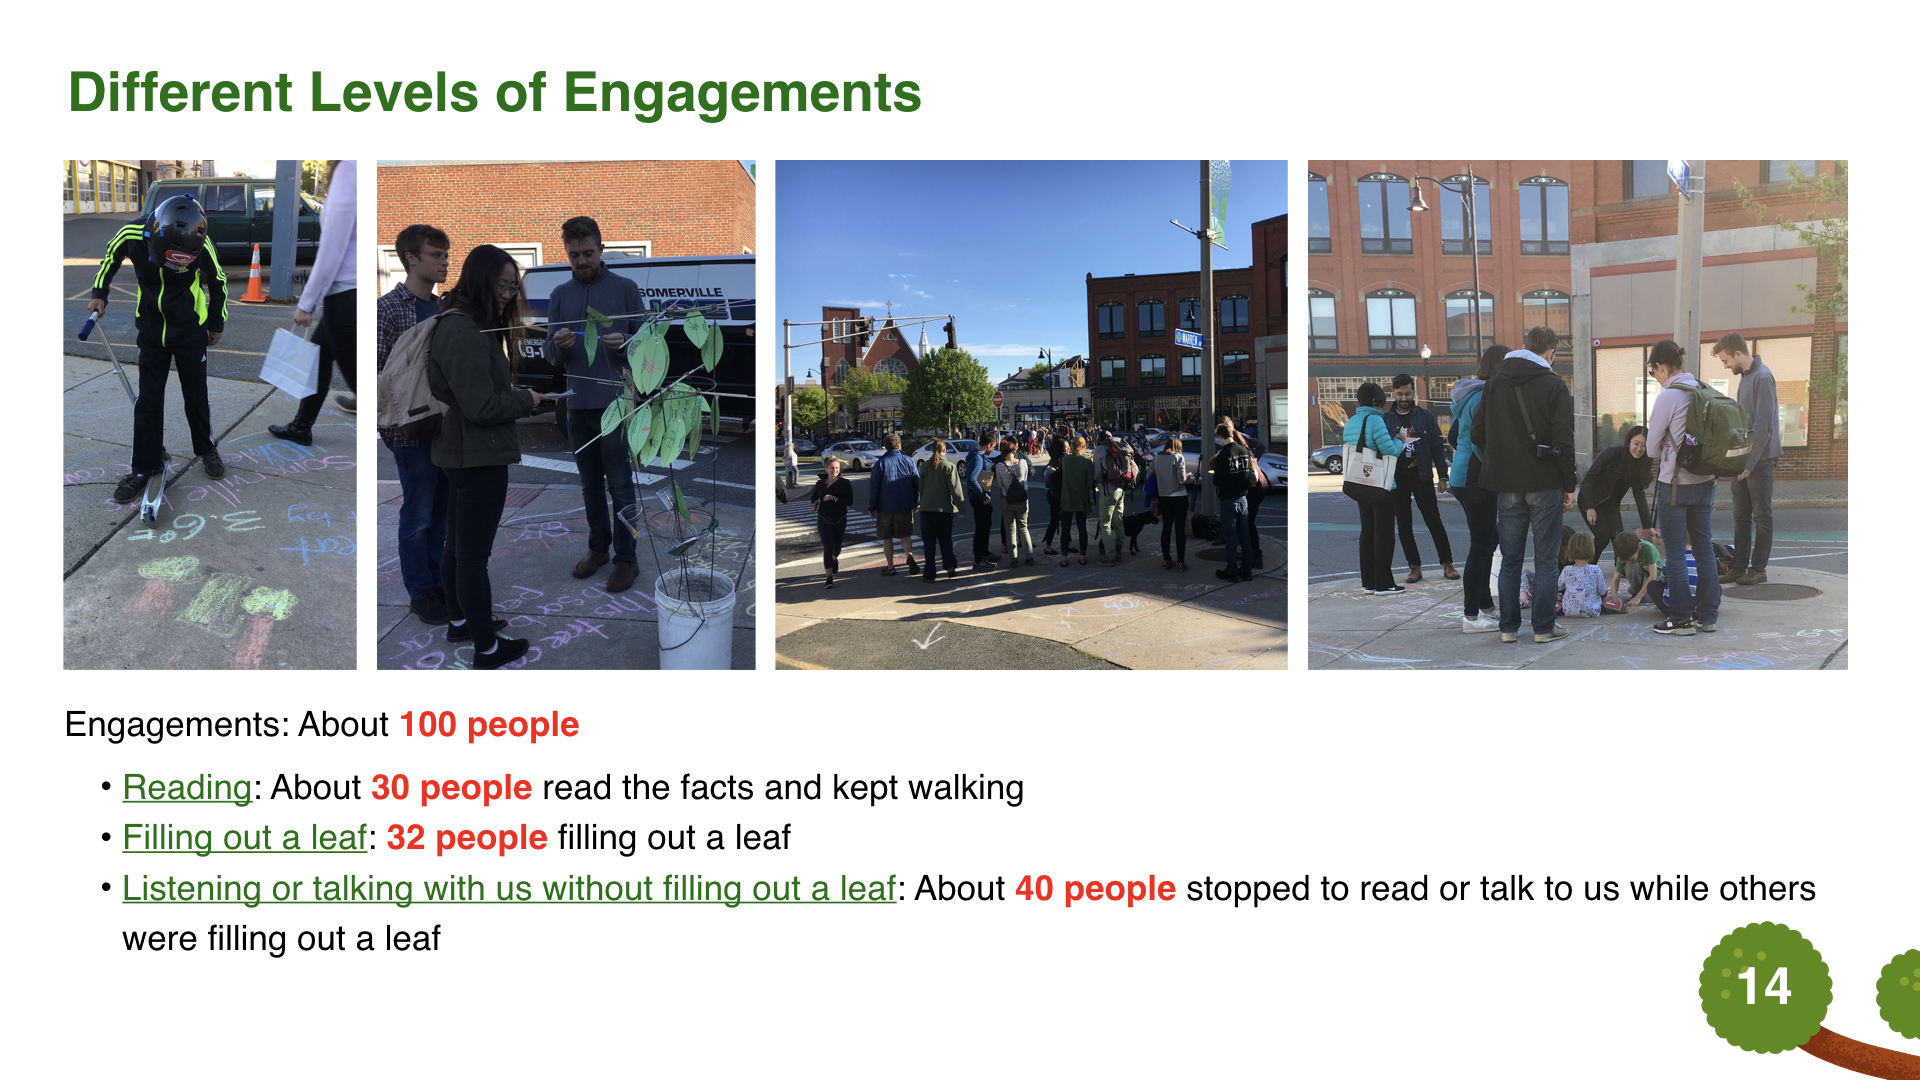 Different Levels of Engagements
SOMERVILLE
WARREN
Engagements: About 100 people
• Reading: About 30 people read the facts and kept walking
• Filling out a leaf: 32 people filling out a leaf
• Listening or talking with us without filling out a leaf: About 40 people stopped to read or talk to us while others
were filling out a leaf
14